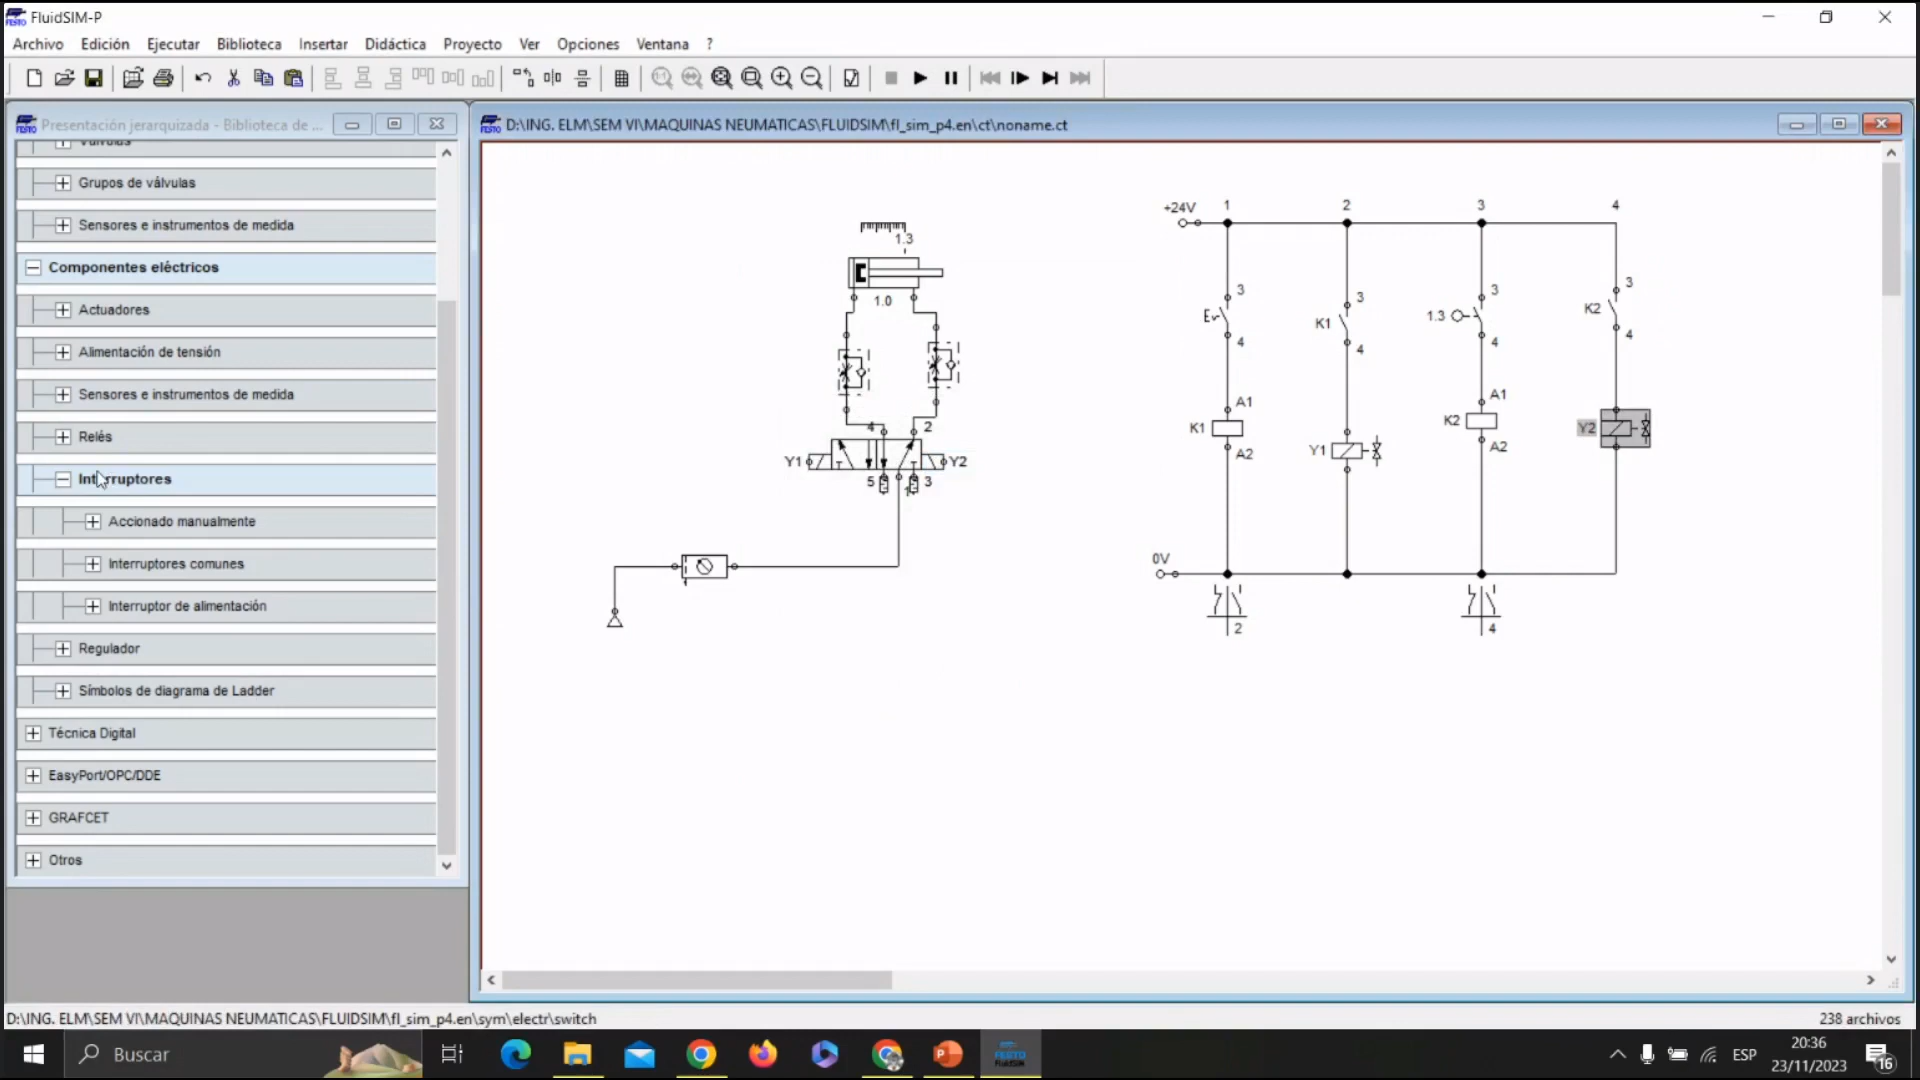 FluidSIM-P
Archivo Edición Ejecutar Biblioteca Insertar Didáctica Proyecto Ver Opciones Ventana ?
FESTO Presentación jerarquizada - Biblioteca de ...
Válvulas
Grupos de válvulas
Sensores e instrumentos de medida
Componentes eléctricos
Actuadores
Alimentación de tensión
Sensores e instrumentos de medida
Relés
Interruptores
Accionado manualmente
Interruptores comunes
Interruptor de alimentación
Regulador
Símbolos de diagrama de Ladder
Técnica Digital
EasyPort/OPC/DDE
GRAFCET
Otros
FESTO D:\ING. ELM\SEM VI\MAQUINAS NEUMATICAS\FLUIDSIM\fl_sim_p4.en\ct\noname.ct
1.3
1.0
4 2
Y1 Y2
5 1 3
+24V 1 2 3 4
3 3 3 3
K1 1.3 K2
4 4 4 4
A1 A1
K1 Y1 K2 Y2
A2 A2
0V
2 4
D:\ING. ELM\SEM VI\MAQUINAS NEUMATICAS\FLUIDSIM\fl_sim_p4.en\sym\electr\switch 238 archivos
Buscar
FESTO
ESP
20:36
23/11/2023
16